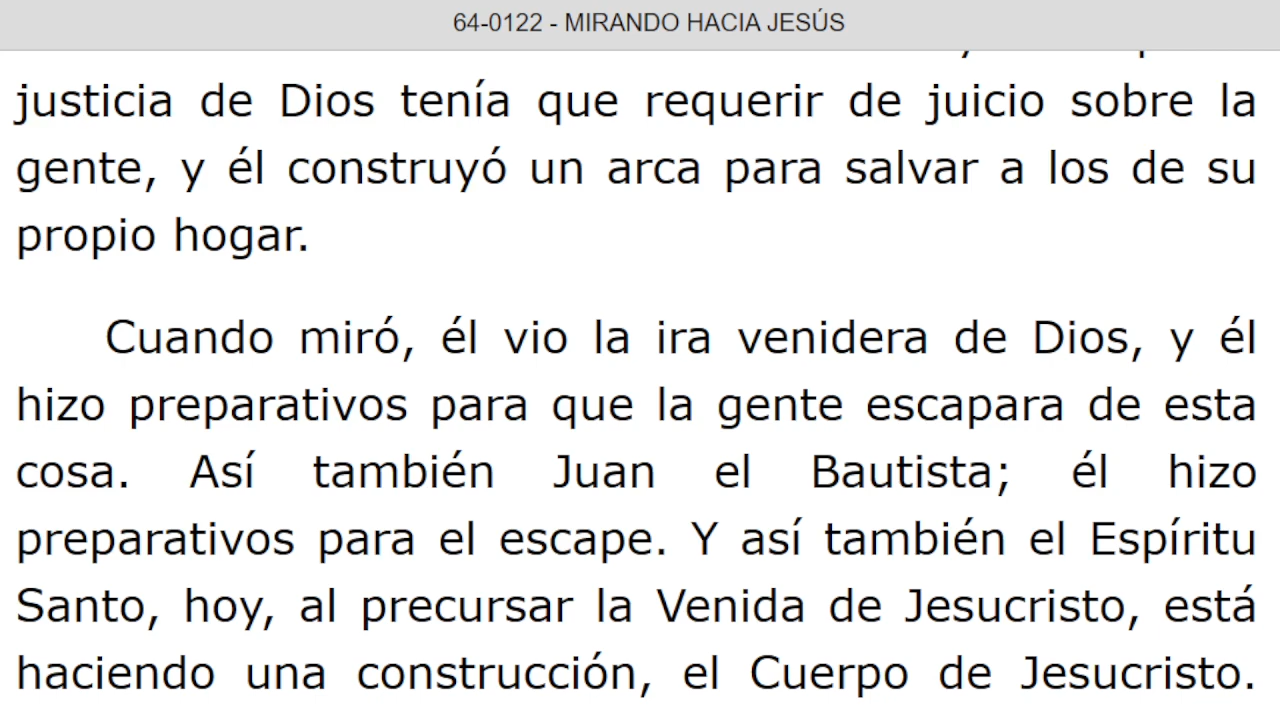 64-0122 - MIRANDO HACIA JESÚS
justicia de Dios tenía que requerir de juicio sobre la
gente, y él construyó un arca para salvar a los de su
propio hogar.
Cuando miró, él vio la ira venidera de Dios, y él
hizo preparativos para que la gente escapara de esta
cosa. Así también Juan el Bautista; él hizo
preparativos para el escape. Y así también el Espíritu
Santo, hoy, al precursar la Venida de Jesucristo, está
haciendo una construcción, el Cuerpo de Jesucristo.